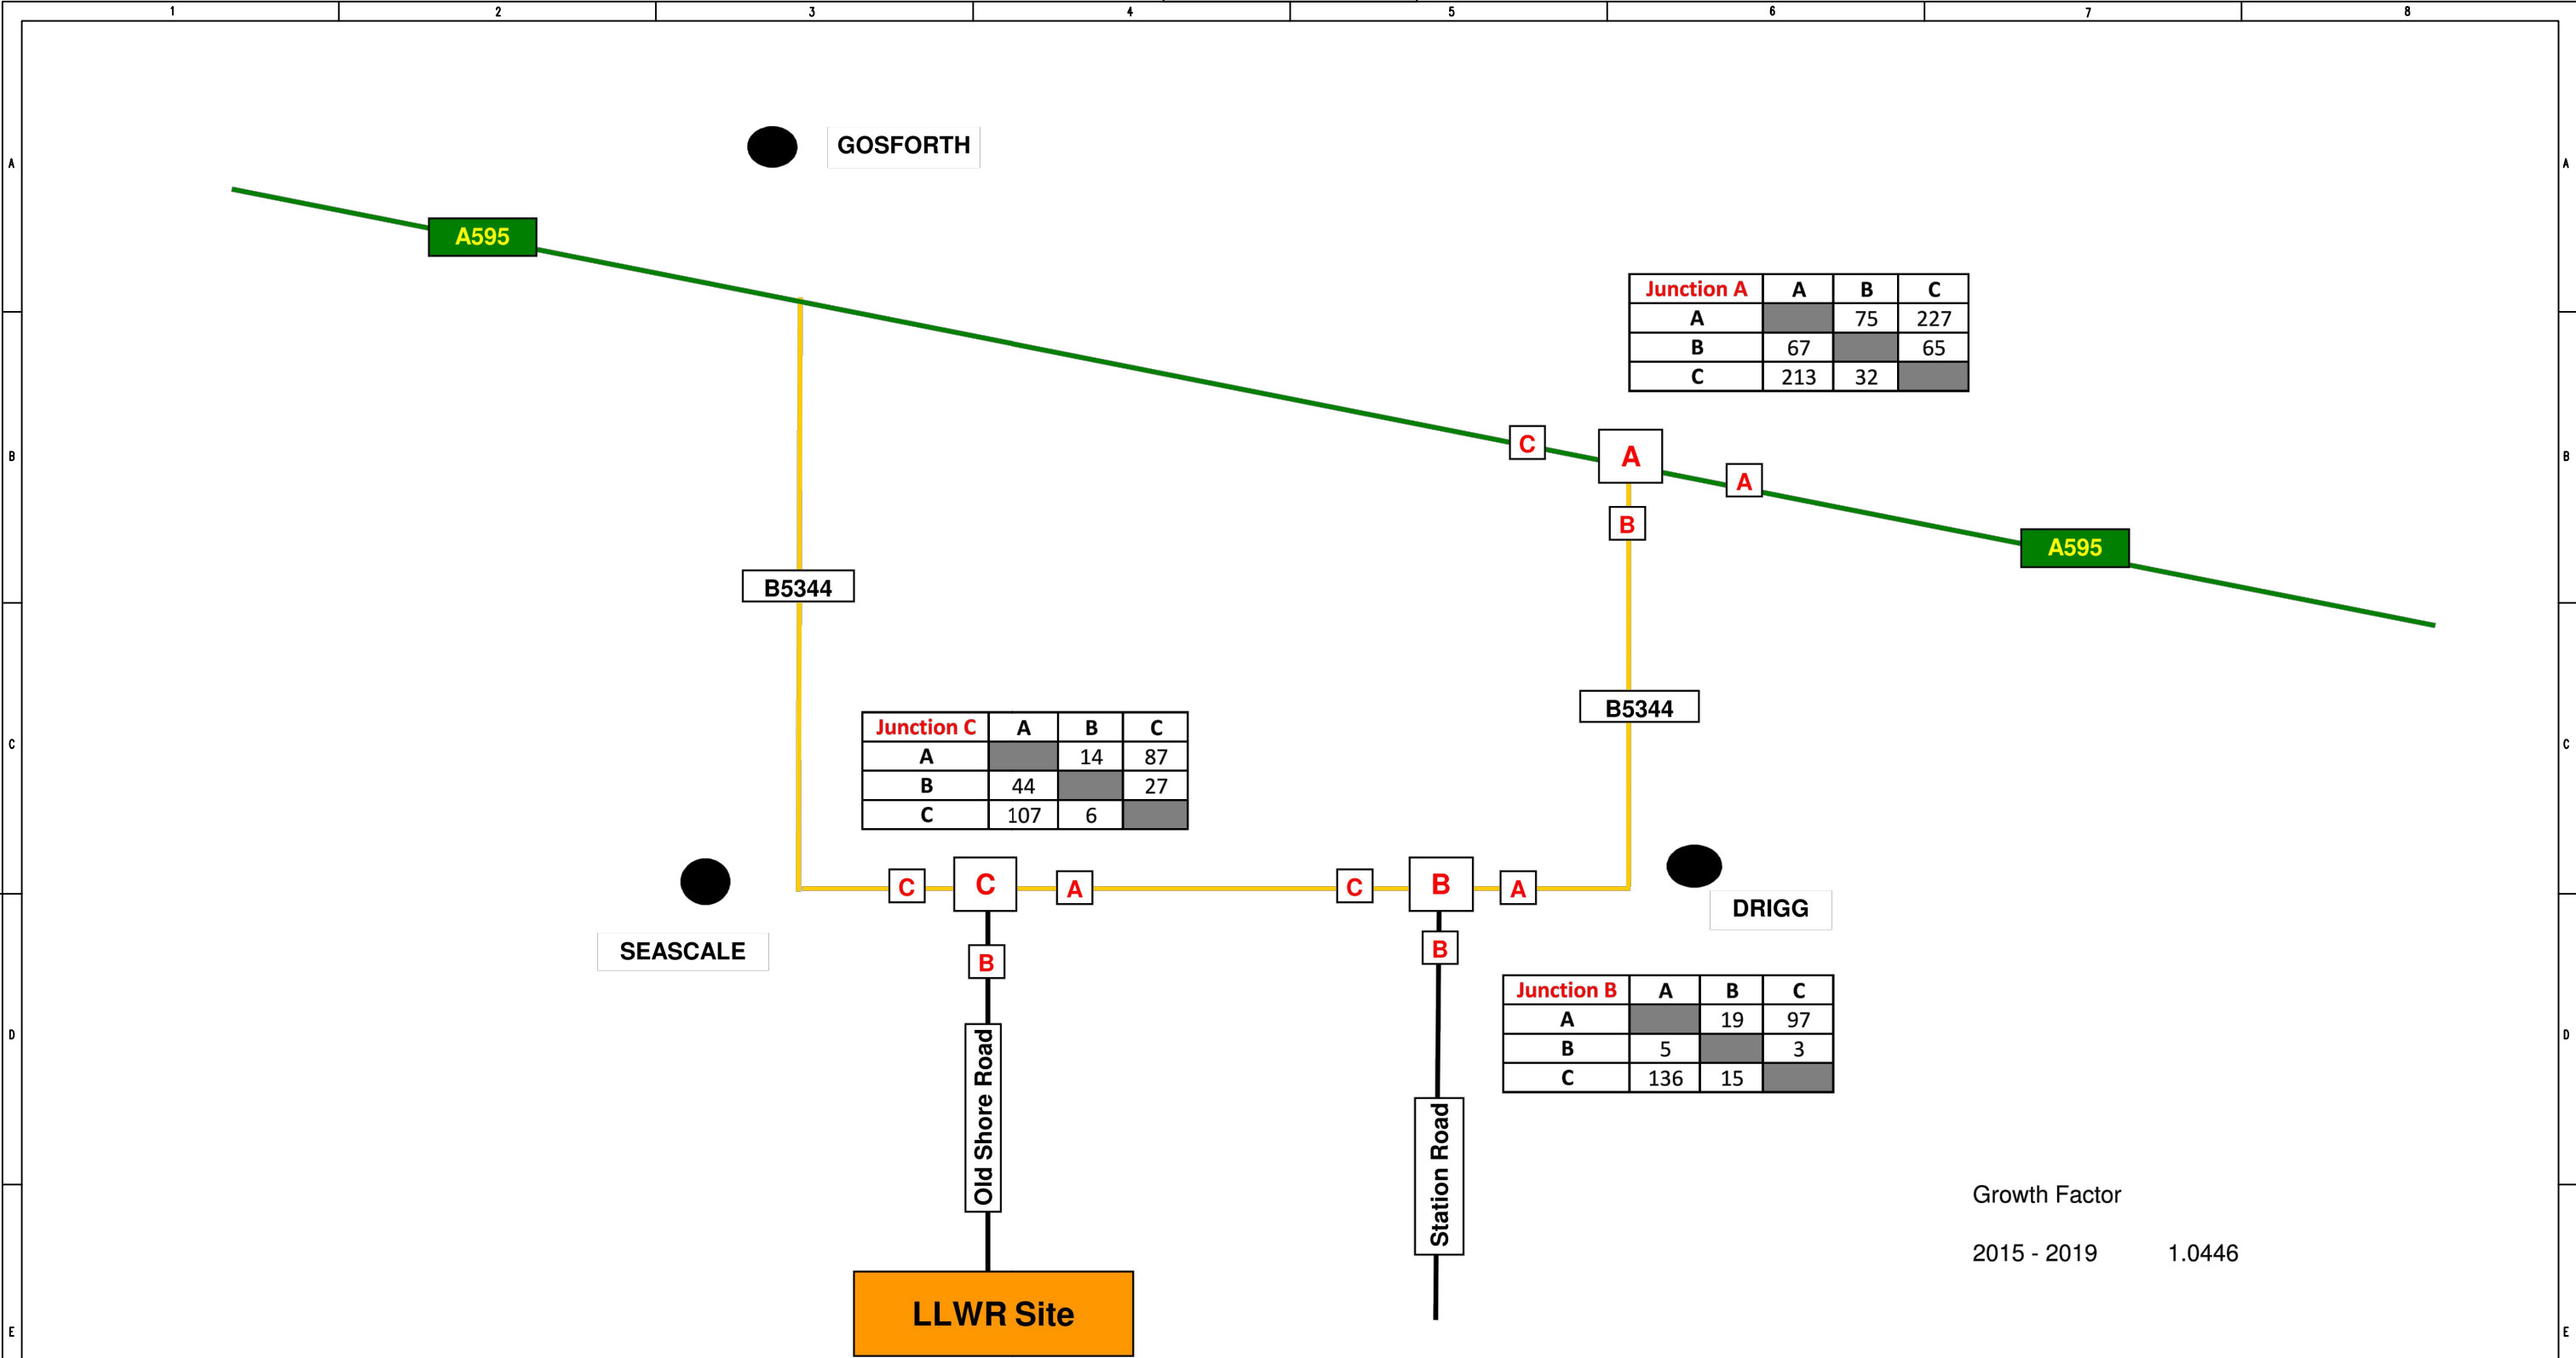 1 2 3 4 5 6 7 8
A A
GOSFORTH
A595
Junction A A B C
A 75 227
B 67 65
C 213 32
B B
C A A
B
A595
B5344
B5344
C C
Junction C A B C
A 14 87
B 44 27
C 107 6
C C A C B A
DRIGG
SEASCALE
B B
Junction B A B C
A 19 97
B 5 3
C 136 15
D D
Old Shore Road
Station Road
Growth Factor
2015 - 2019 1.0446
LLWR Site
E E